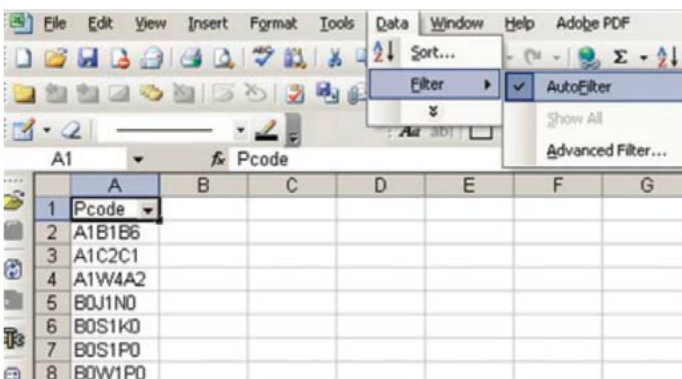 File Edit View Insert Format Tools Data Window Help Adobe PDF
Sort...
Filter
AutoFilter
Show All
Advanced Filter...
A1 fx Pcode
A B C D E F G
1 Pcode
2 A1B1B6
3 A1C2C1
4 A1W4A2
5 B0J1N0
6 B0S1K0
7 B0S1P0
8 B0W1P0